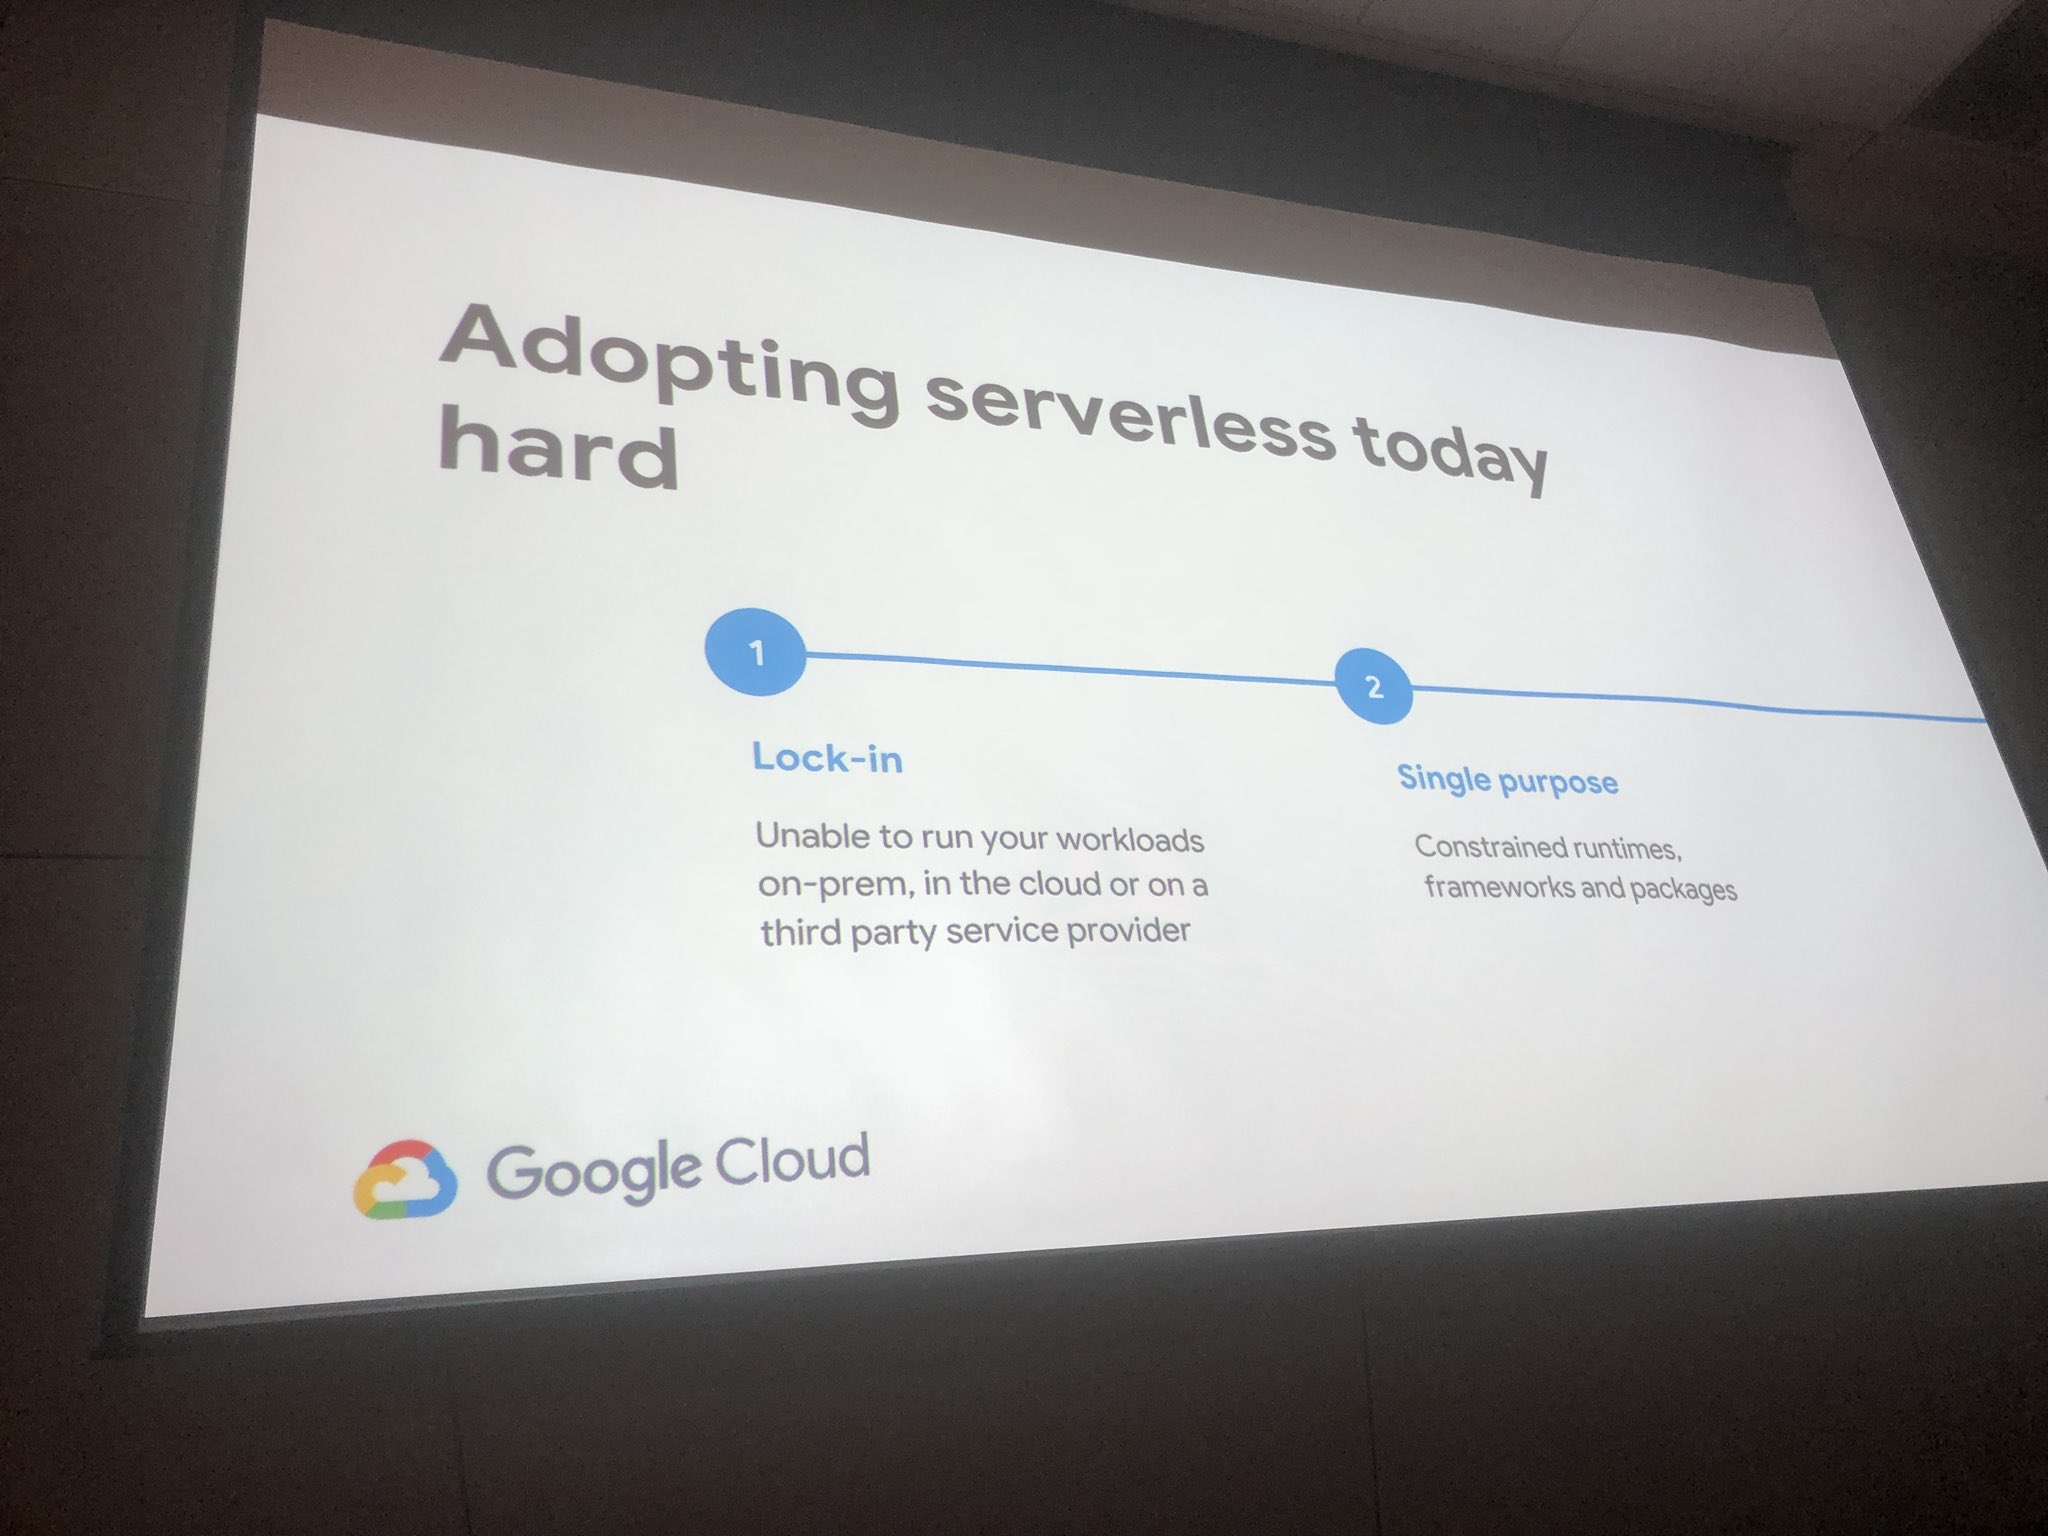 Adopting serverless today
hard
1
2
Lock-in
Unable to run your workloads
on-prem, in the cloud or on a
third party service provider
Single purpose
Constrained runtimes,
frameworks and packages
Google Cloud